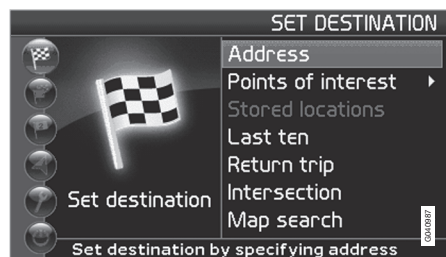 SET DESTINATION
Address
Points of interest
Stored locations
Last ten
Return trip
Set destination
Intersection
Map search
Set destination by specifying address
G040987